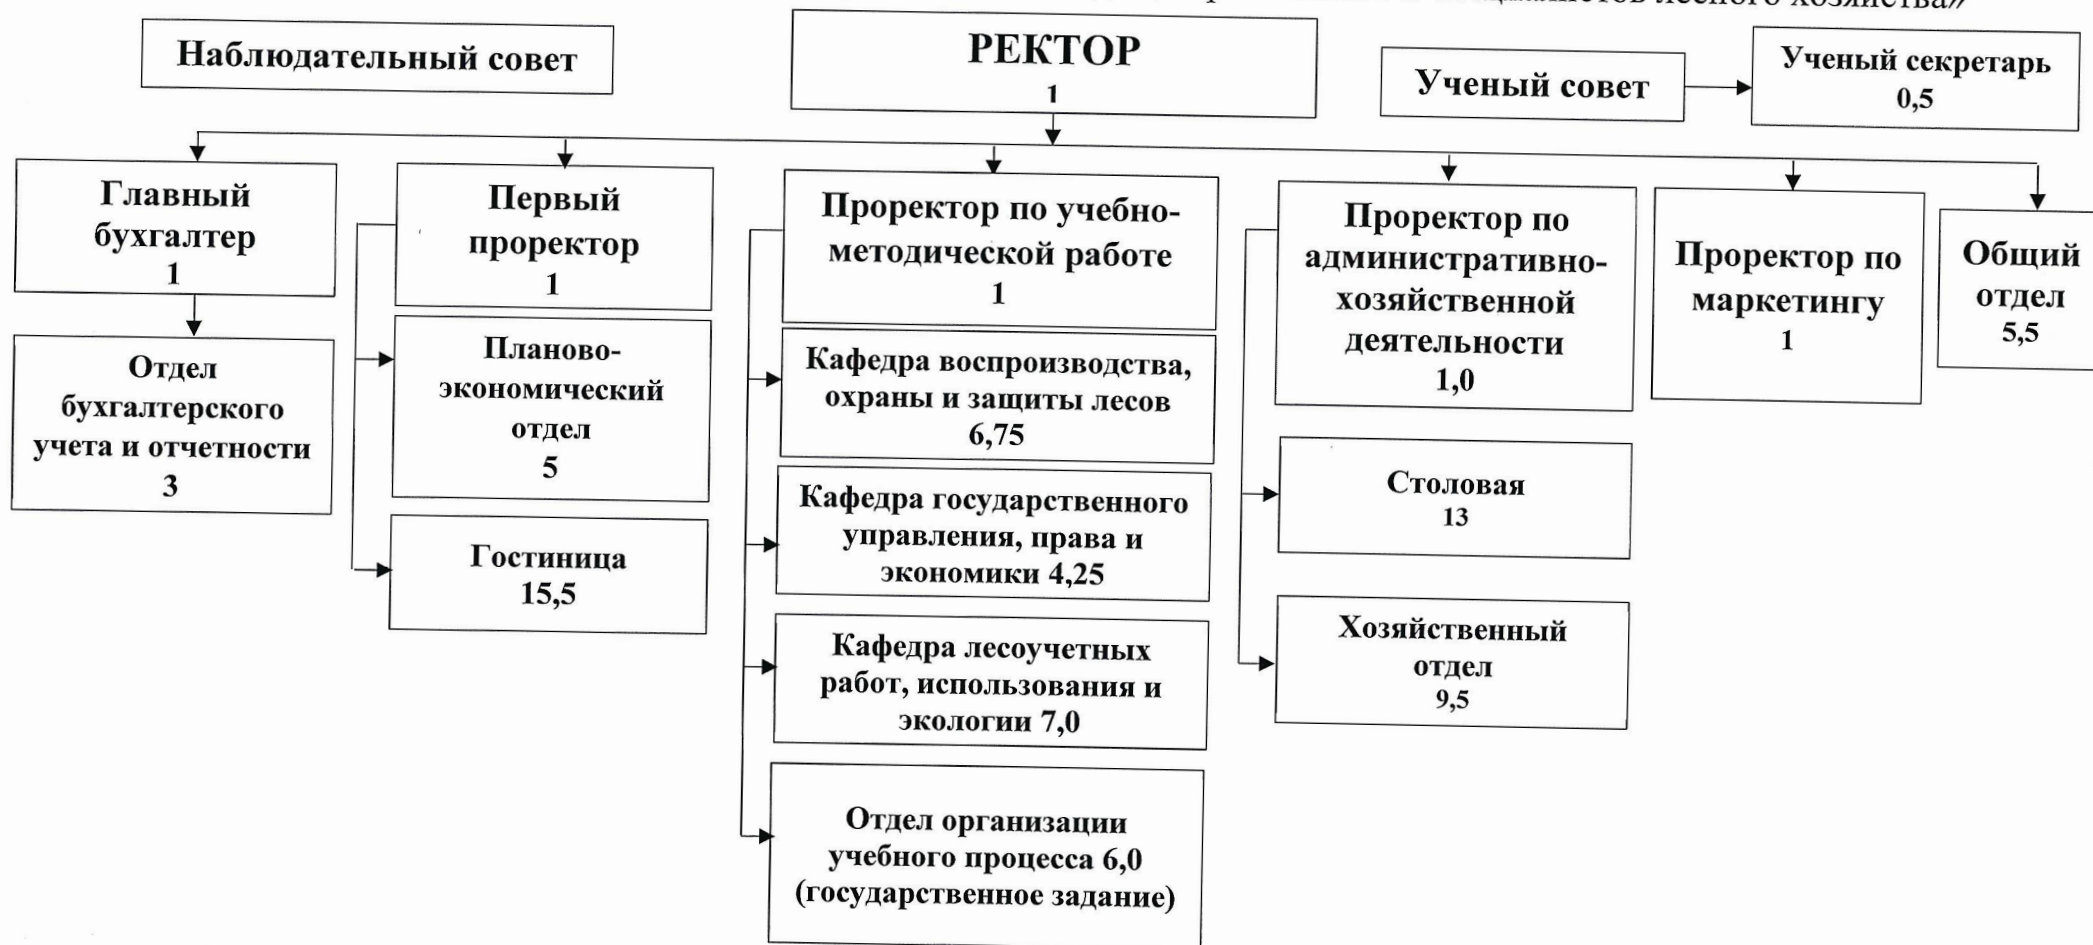 лесного хозяйства»
Наблюдательный совет
РЕКТОР
1
Ученый совет
Ученый секретарь
0,5
Главный
бухгалтер
1
Отдел
бухгалтерского
учета и отчетности
3
Первый
проректор
1
Планово-
экономический
отдел
5
Гостиница
15,5
Проректор по учебно-
методической работе
1
Кафедра воспроизводства,
охраны и защиты лесов
6,75
Кафедра государственного
управления, права и
экономики 4,25
Кафедра лесоучетных
работ, использования и
экологии 7,0
Отдел организации
учебного процесса 6,0
(государственное задание)
Проректор по
административно-
хозяйственной
деятельности
1,0
Столовая
13
Хозяйственный
отдел
9,5
Проректор по
маркетингу
1
Общий
отдел
5,5